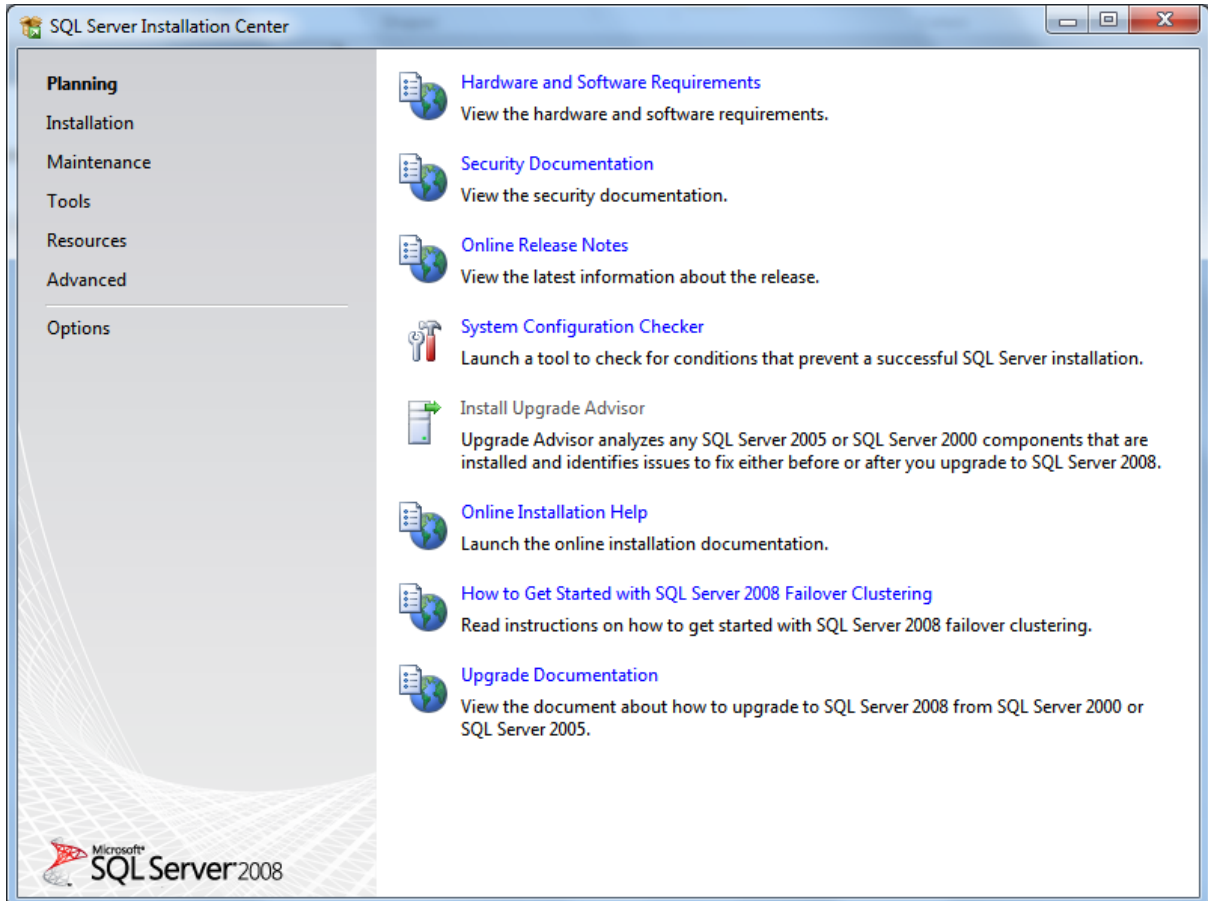 SQL Server Installation Center
Planning
Installation
Maintenance
Tools
Resources
Advanced
Options
Hardware and Software Requirements
View the hardware and software requirements.
Security Documentation
View the security documentation.
Online Release Notes
View the latest information about the release.
System Configuration Checker
Launch a tool to check for conditions that prevent a successful SQL Server installation.
Install Upgrade Advisor
Upgrade Advisor analyzes any SQL Server 2005 or SQL Server 2000 components that are
installed and identifies issues to fix either before or after you upgrade to SQL Server 2008.
Online Installation Help
Launch the online installation documentation.
How to Get Started with SQL Server 2008 Failover Clustering
Read instructions on how to get started with SQL Server 2008 failover clustering.
Upgrade Documentation
View the document about how to upgrade to SQL Server 2008 from SQL Server 2000 or
SQL Server 2005.
Microsoft®
SQL Server 2008